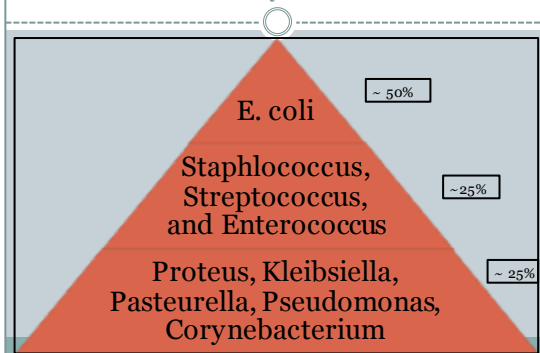 E. coli
~ 50%
Staphlococcus,
Streptococcus,
and Enterococcus
~25%
Proteus, Kleibsiella,
Pasteurella, Pseudomonas,
Corynebacterium
~ 25%